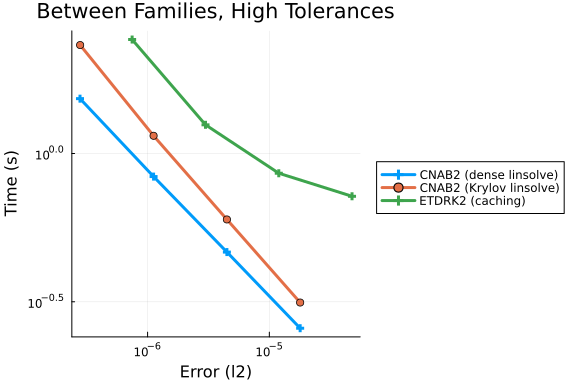 Between Families, High Tolerances
Time (s)
10^0.0
10^-0.5
10^-6
10^-5
Error (l2)
CNAB2 (dense linsolve)
CNAB2 (Krylov linsolve)
ETDRK2 (caching)